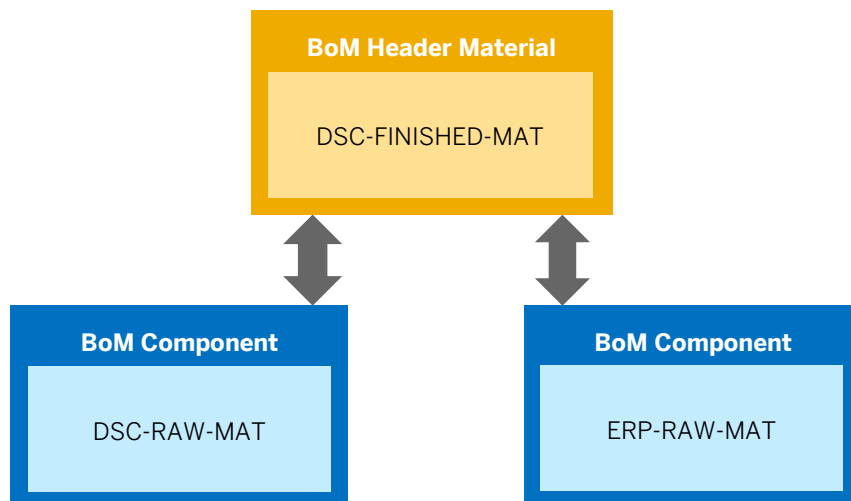 BoM Header Material
DSC-FINISHED-MAT
BoM Component
DSC-RAW-MAT
BoM Component
ERP-RAW-MAT